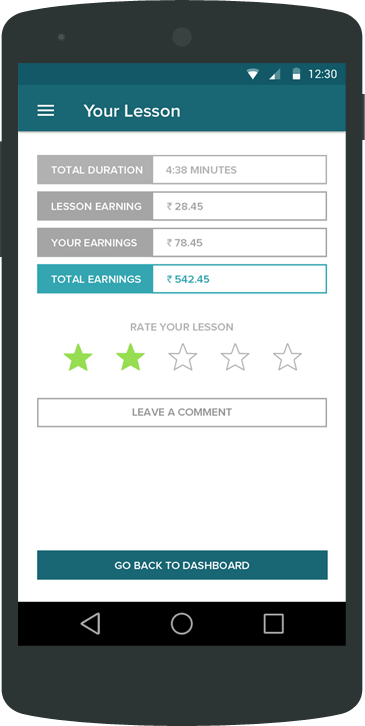 12:30
Your Lesson
TOTAL DURATION 4:38 MINUTES
LESSON EARNING ₹ 28.45
YOUR EARNINGS ₹ 78.45
TOTAL EARNINGS ₹ 542.45
RATE YOUR LESSON
LEAVE A COMMENT
GO BACK TO DASHBOARD